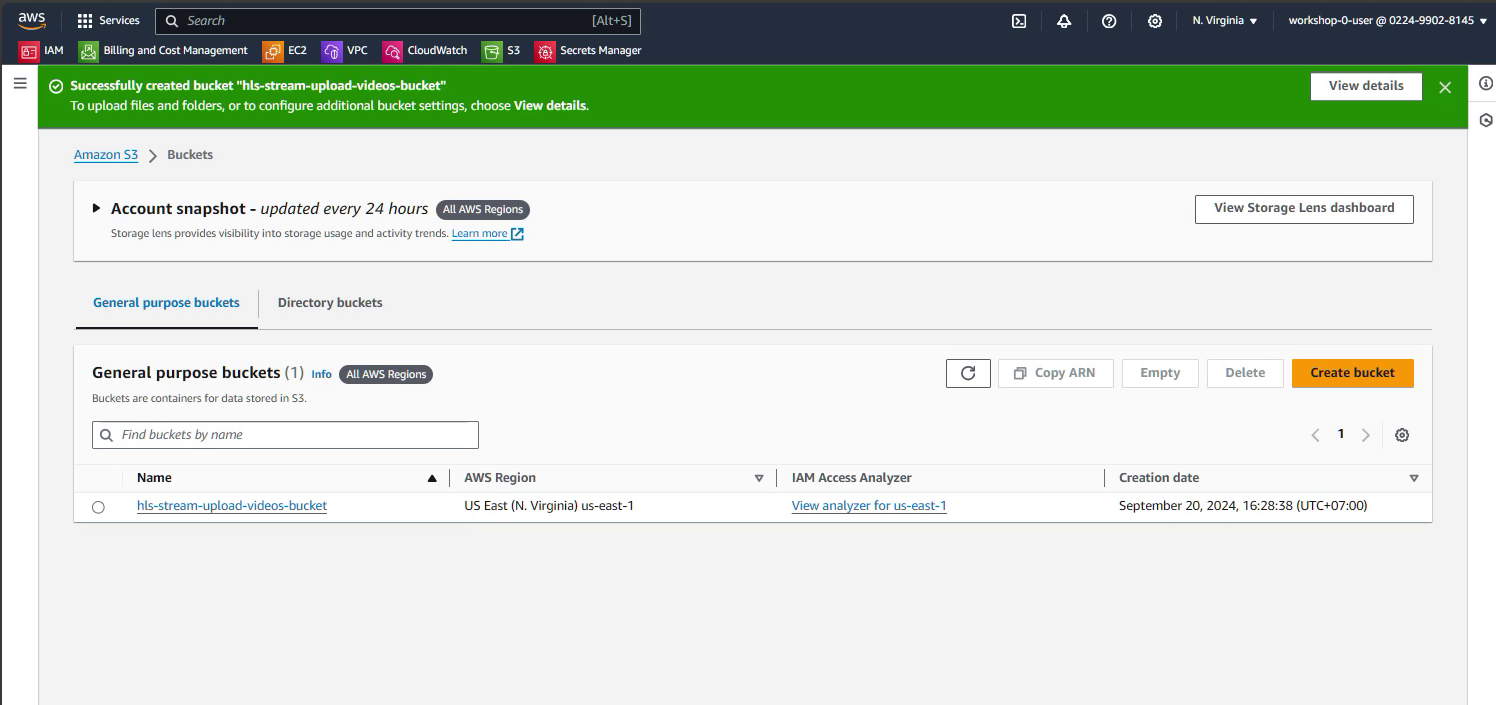 aws Services Search [Alt+S] N. Virginia workshop-0-user @ 0224-9902-8145
IAM Billing and Cost Management EC2 VPC CloudWatch S3 Secrets Manager
Successfully created bucket "hls-stream-upload-videos-bucket"
To upload files and folders, or to configure additional bucket settings, choose View details.
View details
Amazon S3 Buckets
Account snapshot - updated every 24 hours All AWS Regions
View Storage Lens dashboard
Storage lens provides visibility into storage usage and activity trends. Learn more
General purpose buckets Directory buckets
General purpose buckets (1) Info All AWS Regions
Copy ARN Empty Delete Create bucket
Buckets are containers for data stored in S3.
Find buckets by name
1
Name AWS Region IAM Access Analyzer Creation date
hls-stream-upload-videos-bucket US East (N. Virginia) us-east-1 View analyzer for us-east-1 September 20, 2024, 16:28:38 (UTC+07:00)